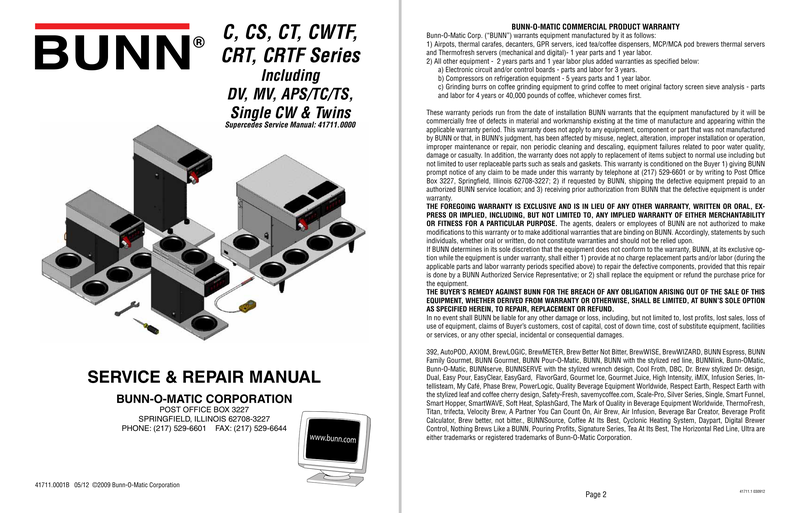 BUNN®
C, CS, CT, CWTF,
CRT, CRTF Series
Including
DV, MV, APS/TC/TS,
Single CW & Twins
Supercedes Service Manual: 41711.0000
SERVICE & REPAIR MANUAL
BUNN-O-MATIC CORPORATION
POST OFFICE BOX 3227
SPRINGFIELD, ILLINOIS 62708-3227
PHONE: (217) 529-6601 FAX: (217) 529-6644
www.bunn.com
41711.0001B 05/12 ©2009 Bunn-O-Matic Corporation
BUNN-O-MATIC COMMERCIAL PRODUCT WARRANTY
Bunn-O-Matic Corp. (“BUNN”) warrants equipment manufactured by it as follows:
1) Airpots, thermal carafes, decanters, GPR servers, iced tea/coffee dispensers, MCP/MCA pod brewers thermal servers
and Thermofresh servers (mechanical and digital)- 1 year parts and 1 year labor.
2) All other equipment - 2 years parts and 1 year labor plus added warranties as specified below:
a) Electronic circuit and/or control boards - parts and labor for 3 years.
b) Compressors on refrigeration equipment - 5 years parts and 1 year labor.
c) Grinding burrs on coffee grinding equipment to grind coffee to meet original factory screen sieve analysis - parts
and labor for 4 years or 40,000 pounds of coffee, whichever comes first.
These warranty periods run from the date of installation BUNN warrants that the equipment manufactured by it will be
commercially free of defects in material and workmanship existing at the time of manufacture and appearing within the
applicable warranty period. This warranty does not apply to any equipment, component or part that was not manufactured
by BUNN or that, in BUNN’s judgment, has been affected by misuse, neglect, alteration, improper installation or operation,
improper maintenance or repair, non periodic cleaning and descaling, equipment failures related to poor water quality,
damage or casualty. In addition, the warranty does not apply to replacement of items subject to normal use including but
not limited to user replaceable parts such as seals and gaskets. This warranty is conditioned on the Buyer 1) giving BUNN
prompt notice of any claim to be made under this warranty by telephone at (217) 529-6601 or by writing to Post Office
Box 3227, Springfield, Illinois 62708-3227; 2) if requested by BUNN, shipping the defective equipment prepaid to an
authorized BUNN service location; and 3) receiving prior authorization from BUNN that the defective equipment is under
warranty.
THE FOREGOING WARRANTY IS EXCLUSIVE AND IS IN LIEU OF ANY OTHER WARRANTY, WRITTEN OR ORAL, EX-
PRESS OR IMPLIED, INCLUDING, BUT NOT LIMITED TO, ANY IMPLIED WARRANTY OF EITHER MERCHANTABILITY
OR FITNESS FOR A PARTICULAR PURPOSE. The agents, dealers or employees of BUNN are not authorized to make
modifications to this warranty or to make additional warranties that are binding on BUNN. Accordingly, statements by such
individuals, whether oral or written, do not constitute warranties and should not be relied upon.
If BUNN determines in its sole discretion that the equipment does not conform to the warranty, BUNN, at its exclusive op-
tion while the equipment is under warranty, shall either 1) provide at no charge replacement parts and/or labor (during the
applicable parts and labor warranty periods specified above) to repair the defective components, provided that this repair
is done by a BUNN Authorized Service Representative; or 2) shall replace the equipment or refund the purchase price for
the equipment.
THE BUYER’S REMEDY AGAINST BUNN FOR THE BREACH OF ANY OBLIGATION ARISING OUT OF THE SALE OF THIS
EQUIPMENT, WHETHER DERIVED FROM WARRANTY OR OTHERWISE, SHALL BE LIMITED, AT BUNN’S SOLE OPTION
AS SPECIFIED HEREIN, TO REPAIR, REPLACEMENT OR REFUND.
In no event shall BUNN be liable for any other damage or loss, including, but not limited to, lost profits, lost sales, loss of
use of equipment, claims of Buyer’s customers, cost of capital, cost of down time, cost of substitute equipment, facilities
or services, or any other special, incidental or consequential damages.
392, AutoPOD, AXIOM, BrewLOGIC, BrewMETER, Brew Better Not Bitter, BrewWISE, BrewWIZARD, BUNN Espress, BUNN
Family Gourmet, BUNN Gourmet, BUNN Pour-O-Matic, BUNN, BUNN with the stylized red line, BUNNlink, Bunn-OMatic,
Bunn-O-Matic, BUNNserve, BUNNSERVE with the stylized wrench design, Cool Froth, DBC, Dr. Brew stylized Dr. design,
Dual, Easy Pour, EasyClear, EasyGard, FlavorGard, Gourmet Ice, Gourmet Juice, High Intensity, iMIX, Infusion Series, In-
tellisteam, My Café, Phase Brew, PowerLogic, Quality Beverage Equipment Worldwide, Respect Earth, Respect Earth with
the stylized leaf and coffee cherry design, Safety-Fresh, savemycoffee.com, Scale-Pro, Silver Series, Single, Smart Funnel,
Smart Hopper, SmartWAVE, Soft Heat, SplashGard, The Mark of Quality in Beverage Equipment Worldwide, ThermoFresh,
Titan, trifecta, Velocity Brew, A Partner You Can Count On, Air Brew, Air Infusion, Beverage Bar Creator, Beverage Profit
Calculator, Brew better, not bitter., BUNNSource, Coffee At Its Best, Cyclonic Heating System, Daypart, Digital Brewer
Control, Nothing Brews Like a BUNN, Pouring Profits, Signature Series, Tea At Its Best, The Horizontal Red Line, Ultra are
either trademarks or registered trademarks of Bunn-O-Matic Corporation.
Page 2